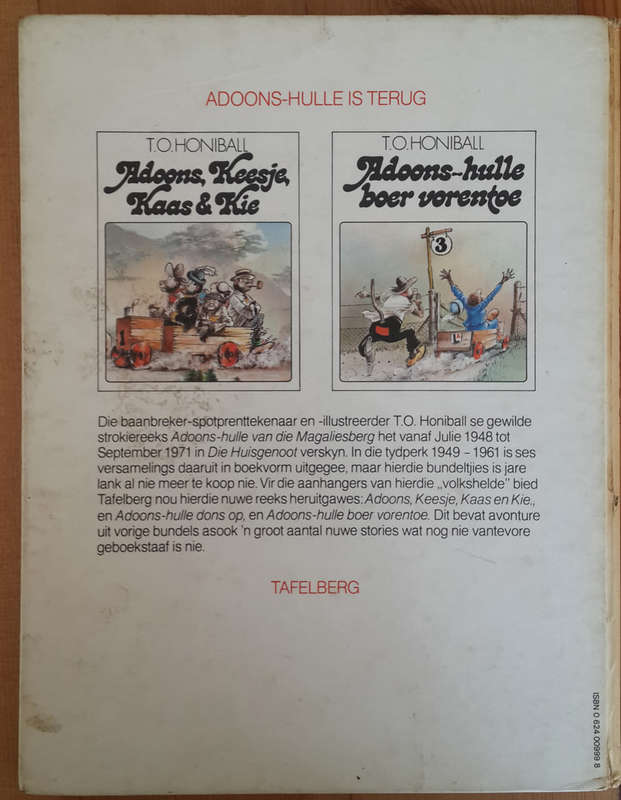 ADOONS-HULLE IS TERUG
T.O. HONIBALL
Adoons, Keesje,
Kaas & Kie
1
T.O. HONIBALL
Adoons-hulle
boer vorentoe
3
L
Die baanbreker-spotprenttekenaar en -illustreerder T.O. Honiball se gewilde
strokiereeks Adoons-hulle van die Magaliesberg het vanaf Julie 1948 tot
September 1971 in Die Huisgenoot verskyn. In die tydperk 1949 – 1961 is ses
versamelings daaruit in boekvorm uitgegee, maar hierdie bundeltjies is jare
lank al nie meer te koop nie. Vir die aanhangers van hierdie „volkshelde” bied
Tafelberg nou hierdie nuwe reeks heruitgawes: Adoons, Keesje, Kaas en Kie,,
en Adoons-hulle dons op, en Adoons-hulle boer vorentoe. Dit bevat avonture
uit vorige bundels asook 'n groot aantal nuwe stories wat nog nie vantevore
geboekstaaf is nie.
TAFELBERG
ISBN 0 624 00999 8